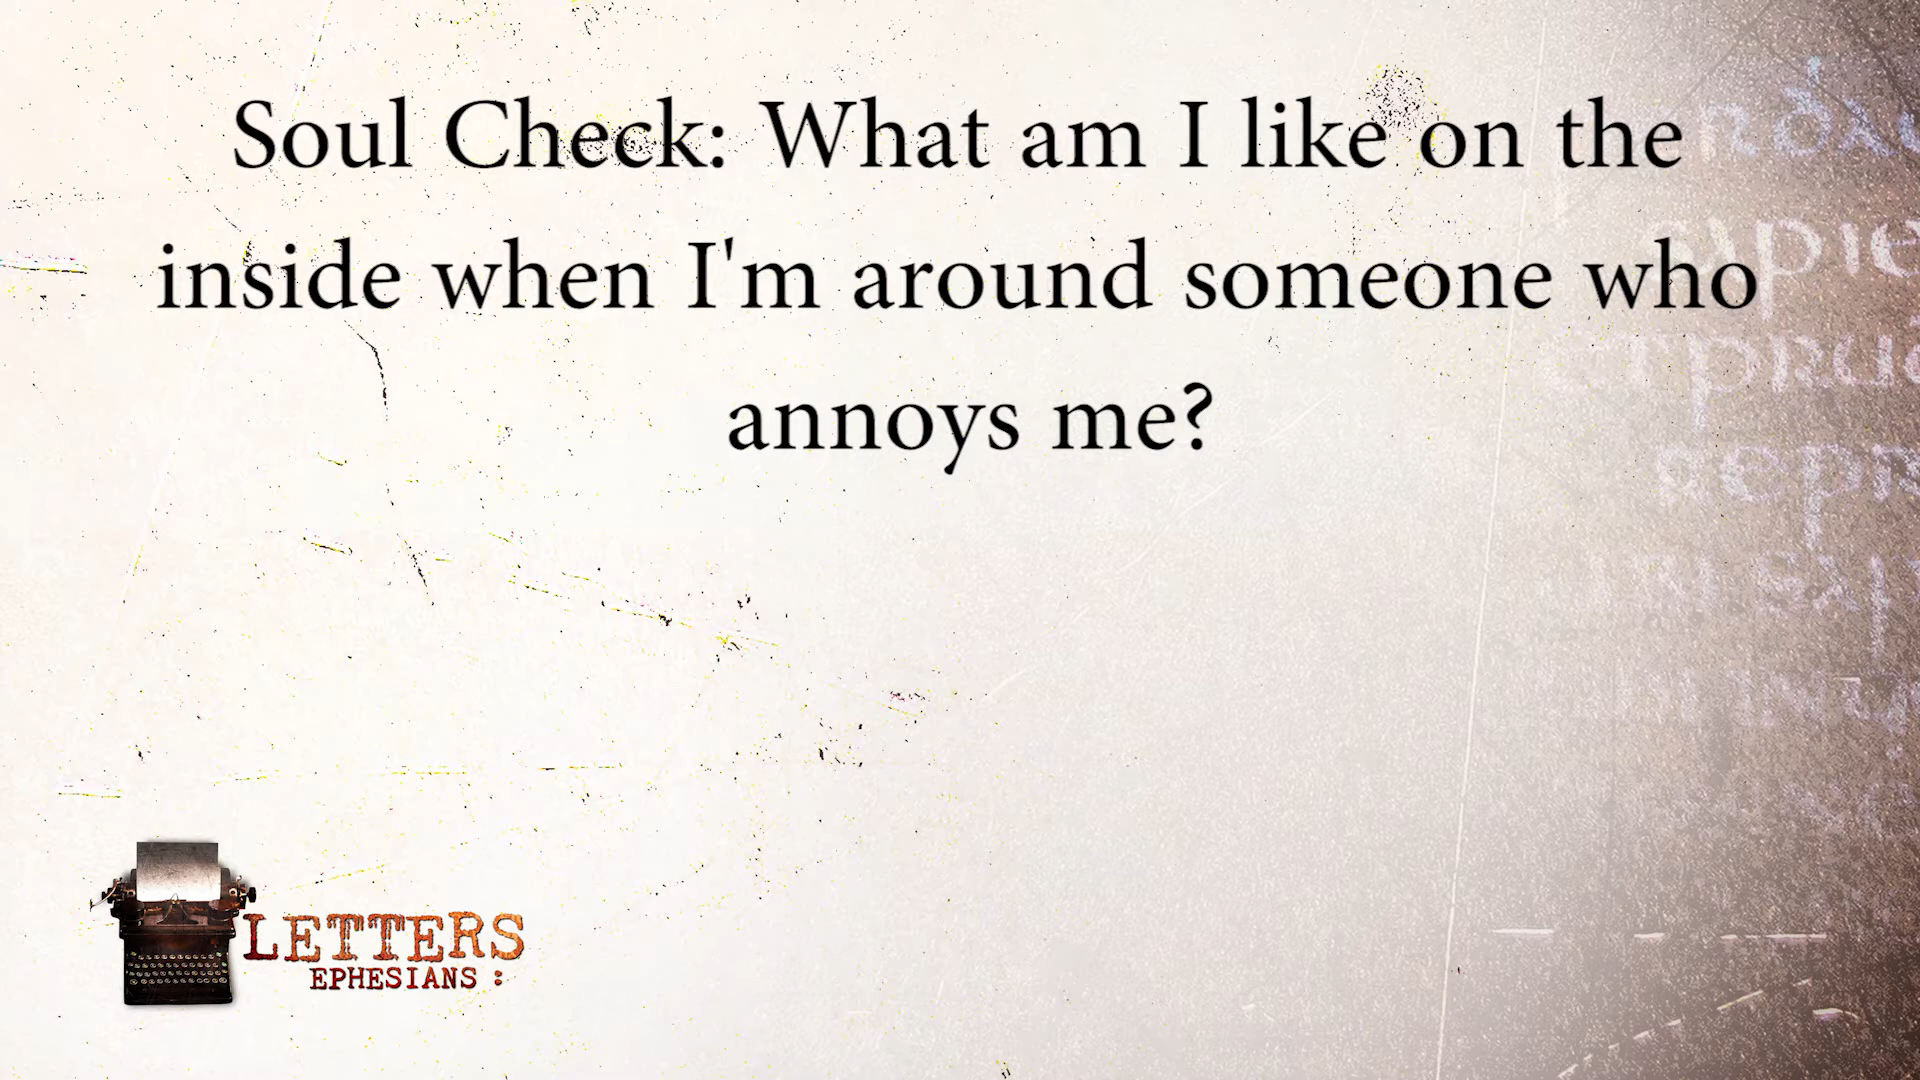 Soul Check: What am I like on the
inside when I'm around someone who
annoys me?
LETTERS
EPHESIANS :